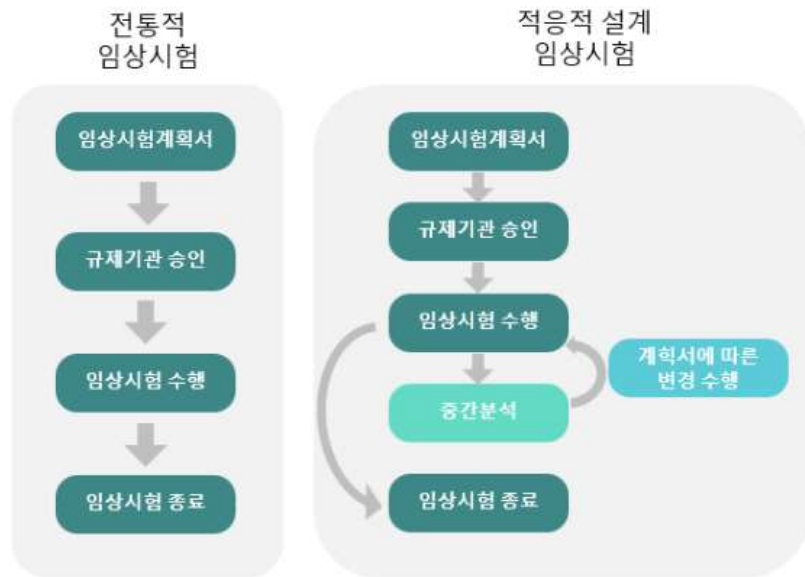 전통적
임상시험
임상시험계획서
규제기관 승인
임상시험 수행
임상시험 종료
적응적 설계
임상시험
임상시험계획서
규제기관 승인
임상시험 수행
중간분석
계획서에 따른
변경 수행
임상시험 종료